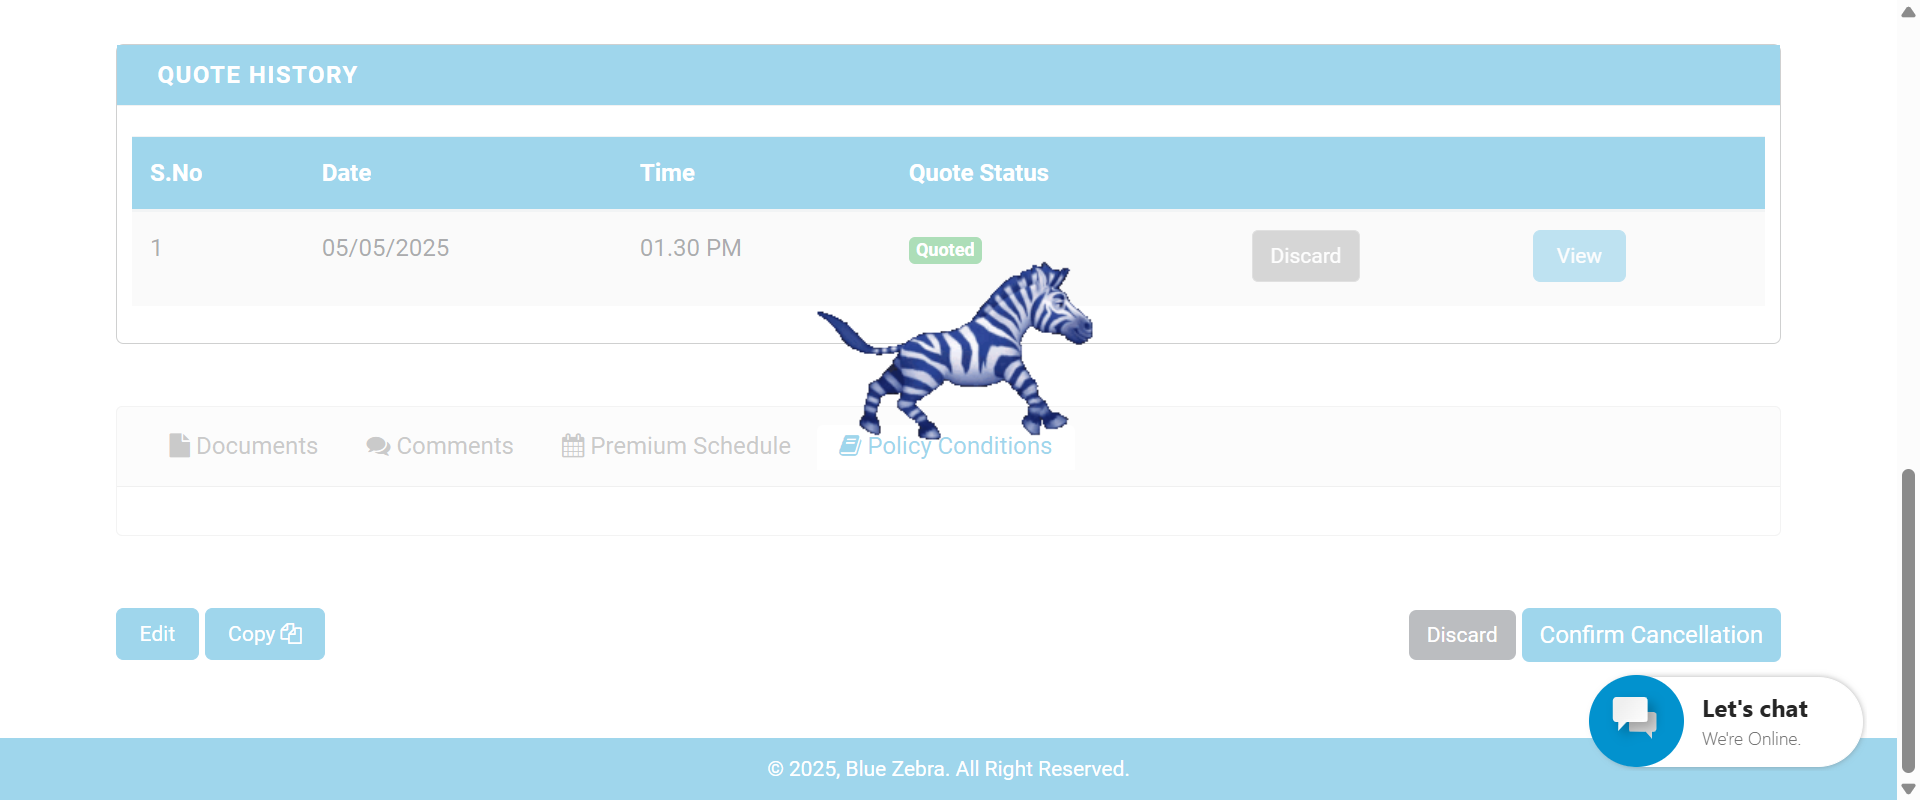 QUOTE HISTORY
S.No Date Time Quote Status
1 05/05/2025 01.30 PM Quoted Discard View
Documents Comments Premium Schedule Policy Conditions
Edit Copy Discard Confirm Cancellation
Let's chat
We're Online.
© 2025, Blue Zebra. All Right Reserved.